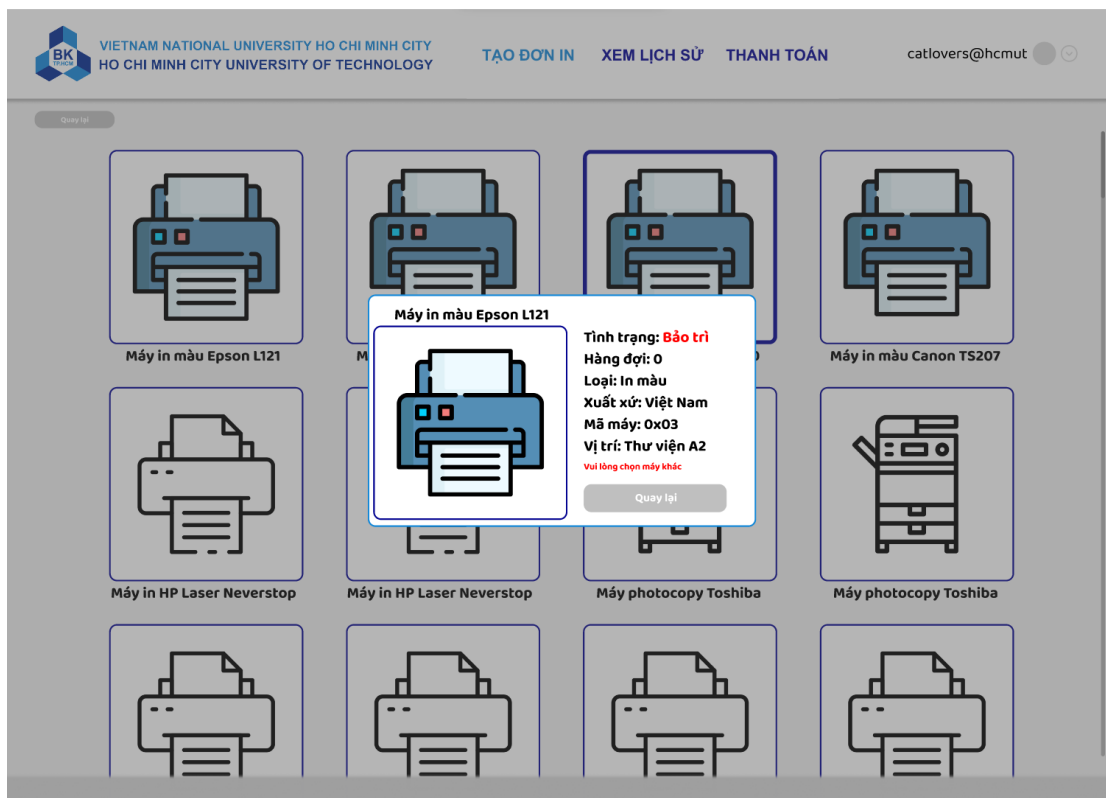 BK
TP.HCM
VIETNAM NATIONAL UNIVERSITY HO CHI MINH CITY
HO CHI MINH CITY UNIVERSITY OF TECHNOLOGY
TẠO ĐƠN IN
XEM LỊCH SỬ
THANH TOÁN
catlovers@hcmut
Quay lại
Máy in màu Epson L121
Tình trạng: Bảo trì
Hàng đợi: 0
Loại: In màu
Xuất xứ: Việt Nam
Mã máy: 0x03
Vị trí: Thư viện A2
Vui lòng chọn máy khác
Quay lại
Máy in màu Epson L121
Máy in màu Canon TS207
Máy in HP Laser Neverstop
Máy in HP Laser Neverstop
Máy photocopy Toshiba
Máy photocopy Toshiba